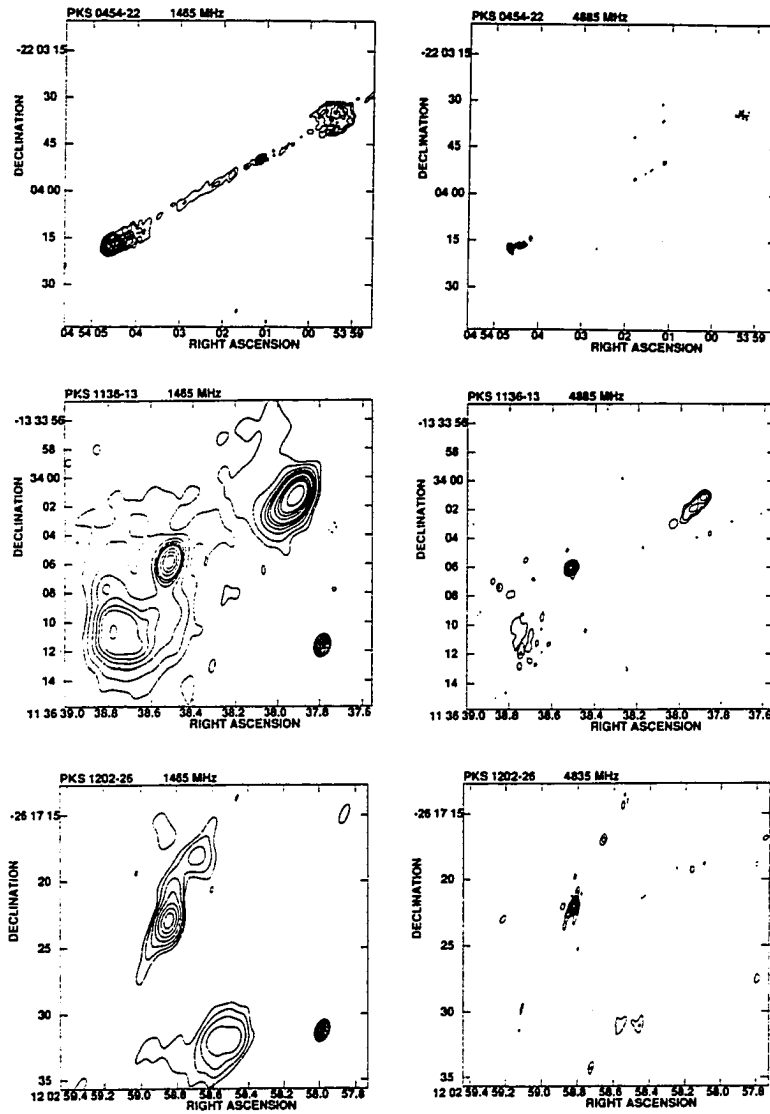 PKS 0454-22 1465 MHz
-22 03 15
30
45
04 00
15
30
DECLINATION
04 54 05 04 03 02 01 00 53 59
RIGHT ASCENSION
PKS 0454-22 4885 MHz
-22 03 15
30
45
04 00
15
30
DECLINATION
04 54 05 04 02 01 00 53 59
RIGHT ASCENSION
PKS 1136-13 1465 MHz
-13 33 56
58
34 00
02
04
06
08
10
12
14
DECLINATION
11 36 39.0 38.8 38.6 38.4 38.2 38.0 37.8 37.6
RIGHT ASCENSION
PKS 1136-13 4885 MHz
-13 33 56
58
34 00
02
04
06
08
10
12
14
DECLINATION
11 36 39.0 38.8 38.6 38.4 38.2 38.0 37.8 37.6
RIGHT ASCENSION
PKS 1202-26 1465 MHz
-26 17 15
20
25
30
35
DECLINATION
12 02 59.4 59.2 59.0 58.8 58.6 58.4 58.2 58.0 57.8
RIGHT ASCENSION
PKS 1202-26 4835 MHz
-26 17 15
20
25
30
35
DECLINATION
12 02 59.4 59.2 59.0 58.8 58.6 58.4 58.2 58.0 57.8
RIGHT ASCENSION